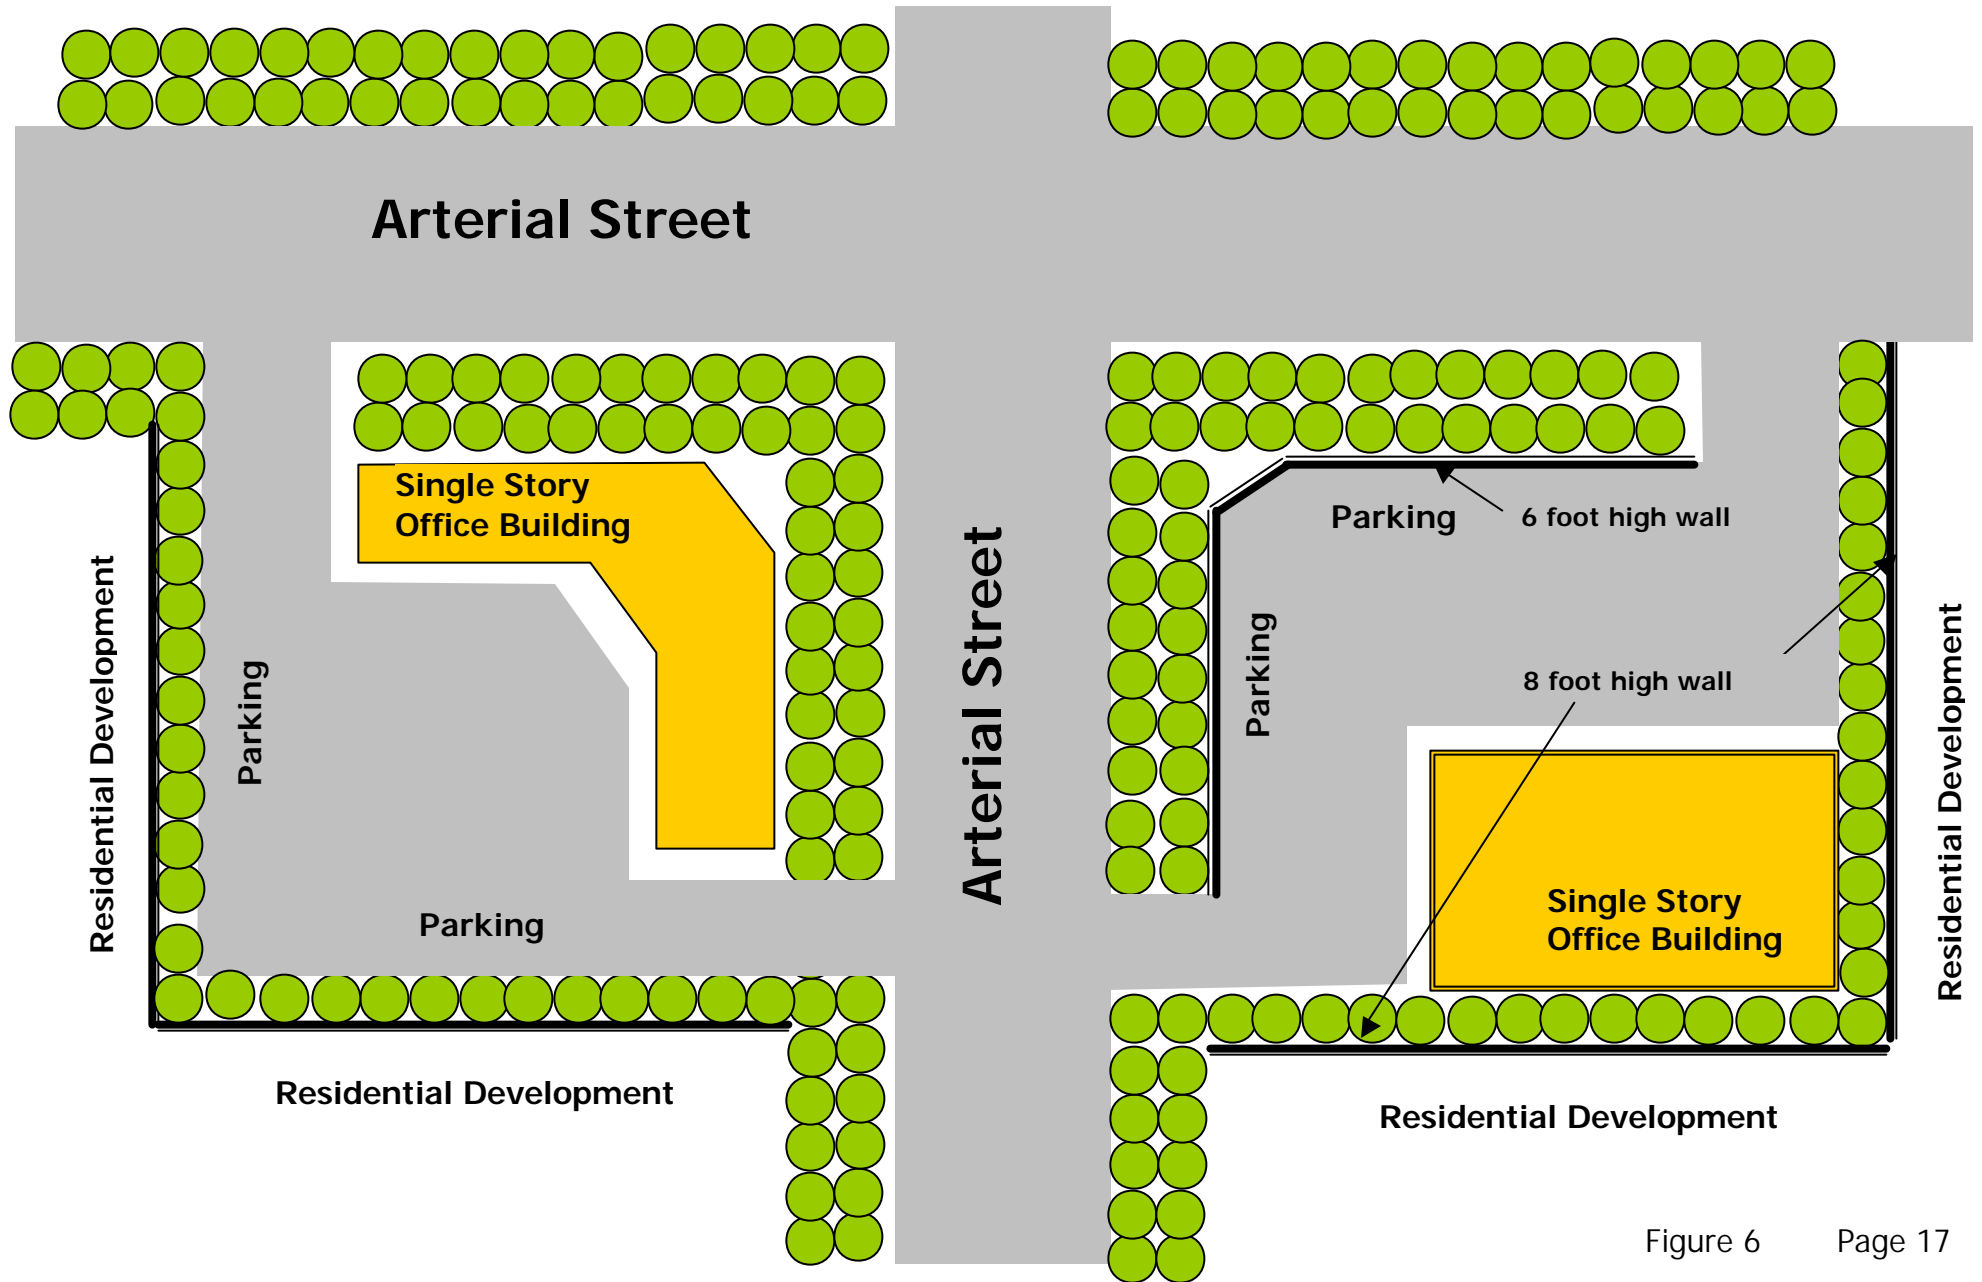 Arterial Street
Single Story
Office Building
Parking
6 foot high wall
Arterial Street
Residential Development
Parking
Parking
8 foot high wall
Residential Development
Single Story
Office Building
Parking
Residential Development
Residential Development
Figure 6 Page 17